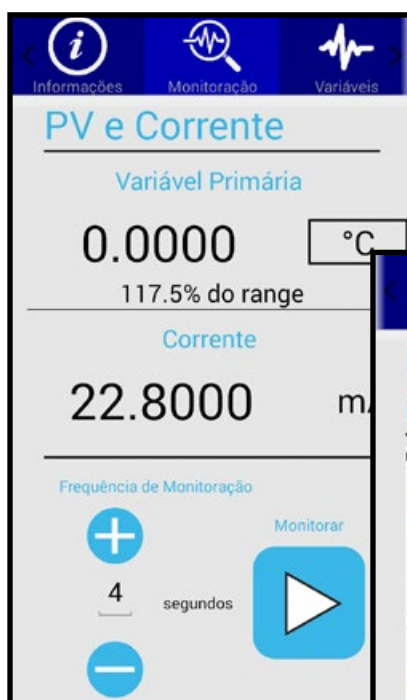 Informações Monitoração Variáveis
PV e Corrente
Variável Primária
0.0000 °C
117.5% do range
Corrente
22.8000 m
Frequência de Monitoração
Monitorar
4 segundos